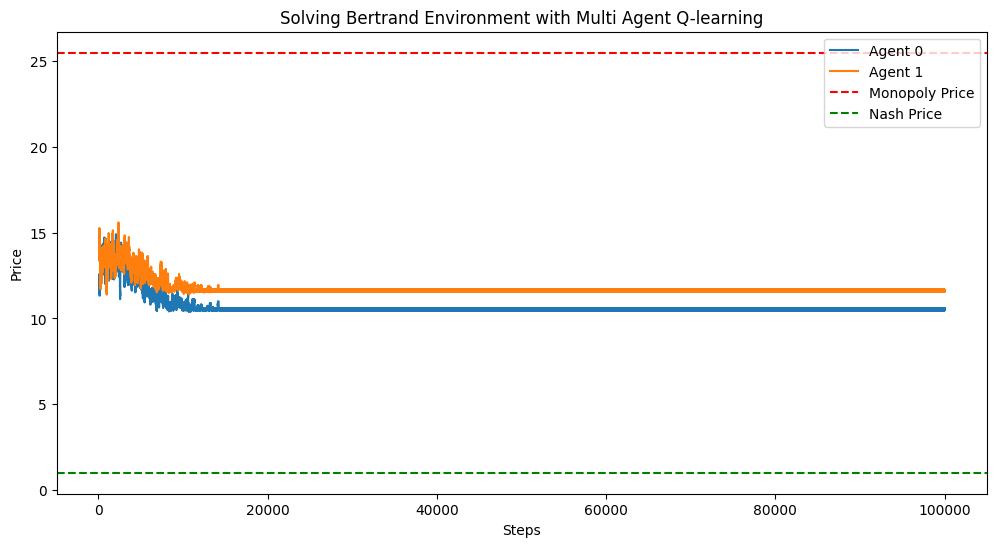 Solving Bertrand Environment with Multi Agent Q-learning
Agent 0
Agent 1
Monopoly Price
Nash Price
Price
25
20
15
10
5
0
0 20000 40000 60000 80000 100000
Steps